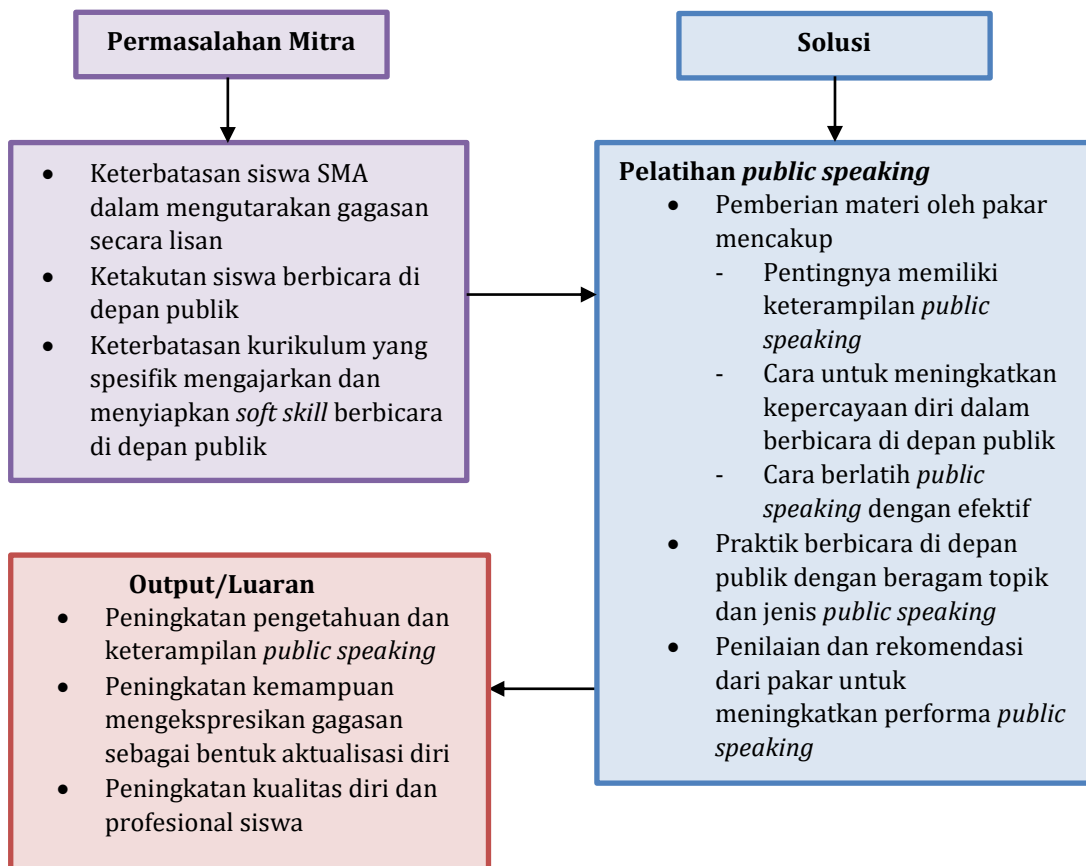 Permasalahan Mitra
Solusi
• Keterbatasan siswa SMA
dalam mengutarakan gagasan
secara lisan
• Ketakutan siswa berbicara di
depan publik
• Keterbatasan kurikulum yang
spesifik mengajarkan dan
menyiapkan soft skill berbicara
di depan publik
Pelatihan public speaking
• Pemberian materi oleh pakar
mencakup
- Pentingnya memiliki
keterampilan public
speaking
- Cara untuk meningkatkan
kepercayaan diri dalam
berbicara di depan publik
- Cara berlatih public
speaking dengan efektif
• Praktik berbicara di depan
publik dengan beragam topik
dan jenis public speaking
• Penilaian dan rekomendasi
dari pakar untuk
meningkatkan performa public
speaking
Output/Luaran
• Peningkatan pengetahuan dan
keterampilan public speaking
• Peningkatan kemampuan
mengekspresikan gagasan
sebagai bentuk aktualisasi diri
• Peningkatan kualitas diri dan
profesional siswa